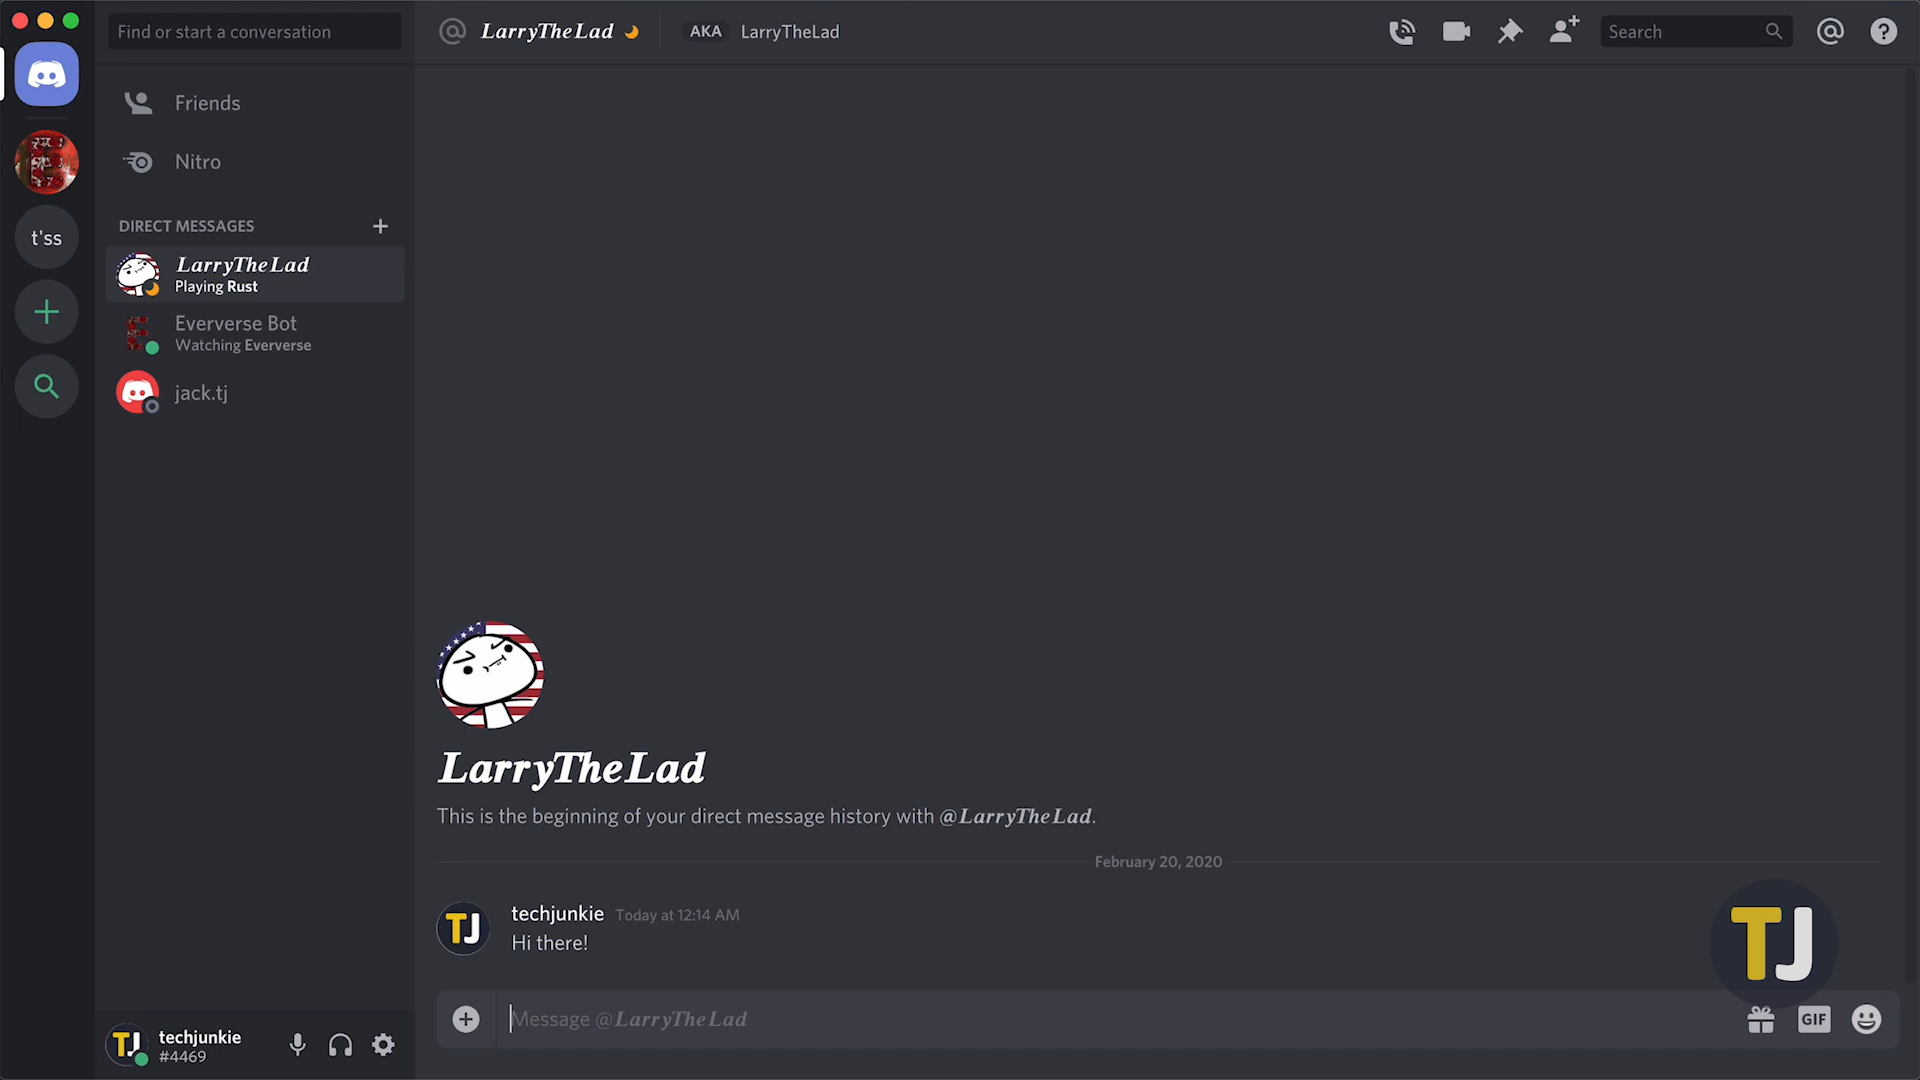 Find or start a conversation
LarryTheLad
AKA LarryTheLad
Search
Friends
Nitro
DIRECT MESSAGES
LarryTheLad
Playing Rust
Eververse Bot
Watching Eververse
jack.tj
E
t'ss
LarryTheLad
This is the beginning of your direct message history with @LarryTheLad.
February 20, 2020
TJ
techjunkie Today at 12:14 AM
Hi there!
TJ
Message @LarryTheLad
GIF
TJ
techjunkie
#4469